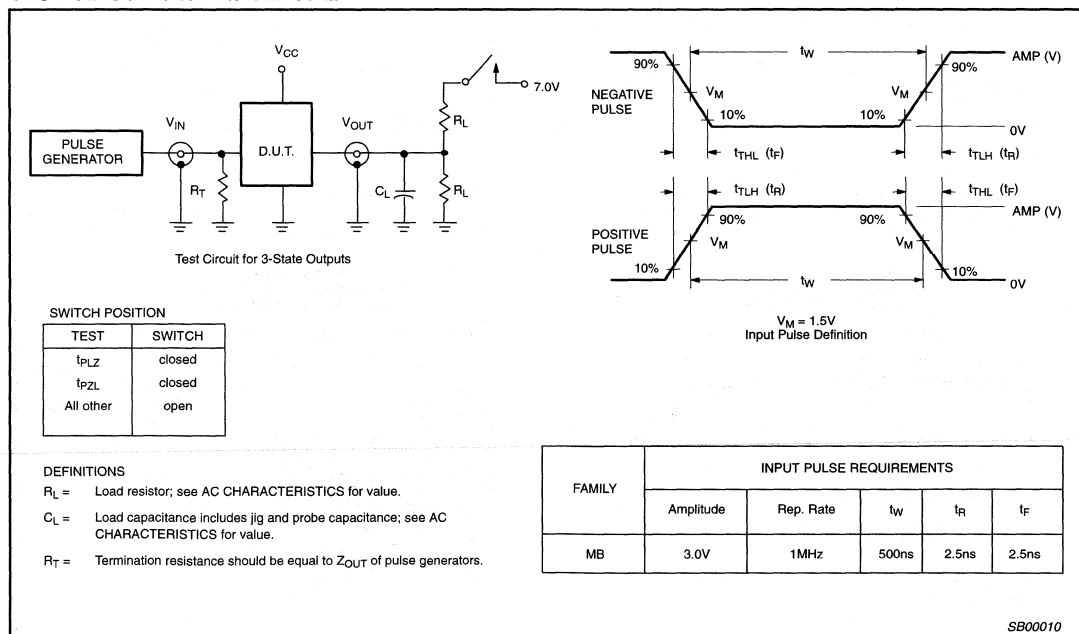 VCC
7.0V
RL
VIN
VOUT
PULSE GENERATOR
D.U.T.
RT
CL
RL
Test Circuit for 3-State Outputs
NEGATIVE PULSE
90%
tW
90%
AMP (V)
VM
VM
10%
10%
0V
tTHL (tF)
tTLH (tR)
tTLH (tR)
tTHL (tF)
AMP (V)
POSITIVE PULSE
90%
90%
VM
VM
10%
10%
tW
0V
VM = 1.5V
Input Pulse Definition
SWITCH POSITION
TEST SWITCH
tPLZ closed
tPZL closed
All other open
DEFINITIONS
RL = Load resistor; see AC CHARACTERISTICS for value.
CL = Load capacitance includes jig and probe capacitance; see AC
CHARACTERISTICS for value.
RT = Termination resistance should be equal to ZOUT of pulse generators.
FAMILY
INPUT PULSE REQUIREMENTS
Amplitude Rep. Rate tW tR tF
MB 3.0V 1MHz 500ns 2.5ns 2.5ns
SB00010